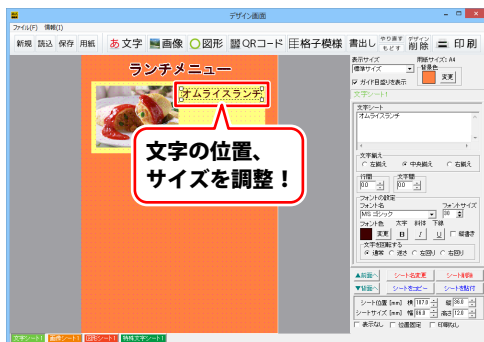 デザイン画面
ファイル(F) 情報(I)
新規 読込 保存 用紙 あ文字 画像 図形 QRコード 格子模様 書出し やり直す もどす デザイン 削除 印刷
ランチメニュー
オムライスランチ
文字の位置、
サイズを調整！
表示サイズ 用紙サイズ: A4
標準サイズ 背景色
変更
ガイド目盛りを表示
文字シート1
文字シート
オムライスランチ
文字揃え
左揃え 中央揃え 右揃え
行間 文字間
フォントの設定
フォント名 フォントサイズ
MS ゴシック 30
フォント色 太字 斜体 下線
変更 B I U 縦書き
文字を回転する
通常 逆さ 左回り 右回り
▲前面へ シート名変更 シート削除
▼背面へ シートをコピー シートを貼付
シート位置 [mm] 横 107.0 縦 36.0
シートサイズ [mm] 幅 88.0 高さ 12.0
表示なし 位置固定 印刷なし
文字シート1 画像シート1 図形シート1 特殊文字シート1